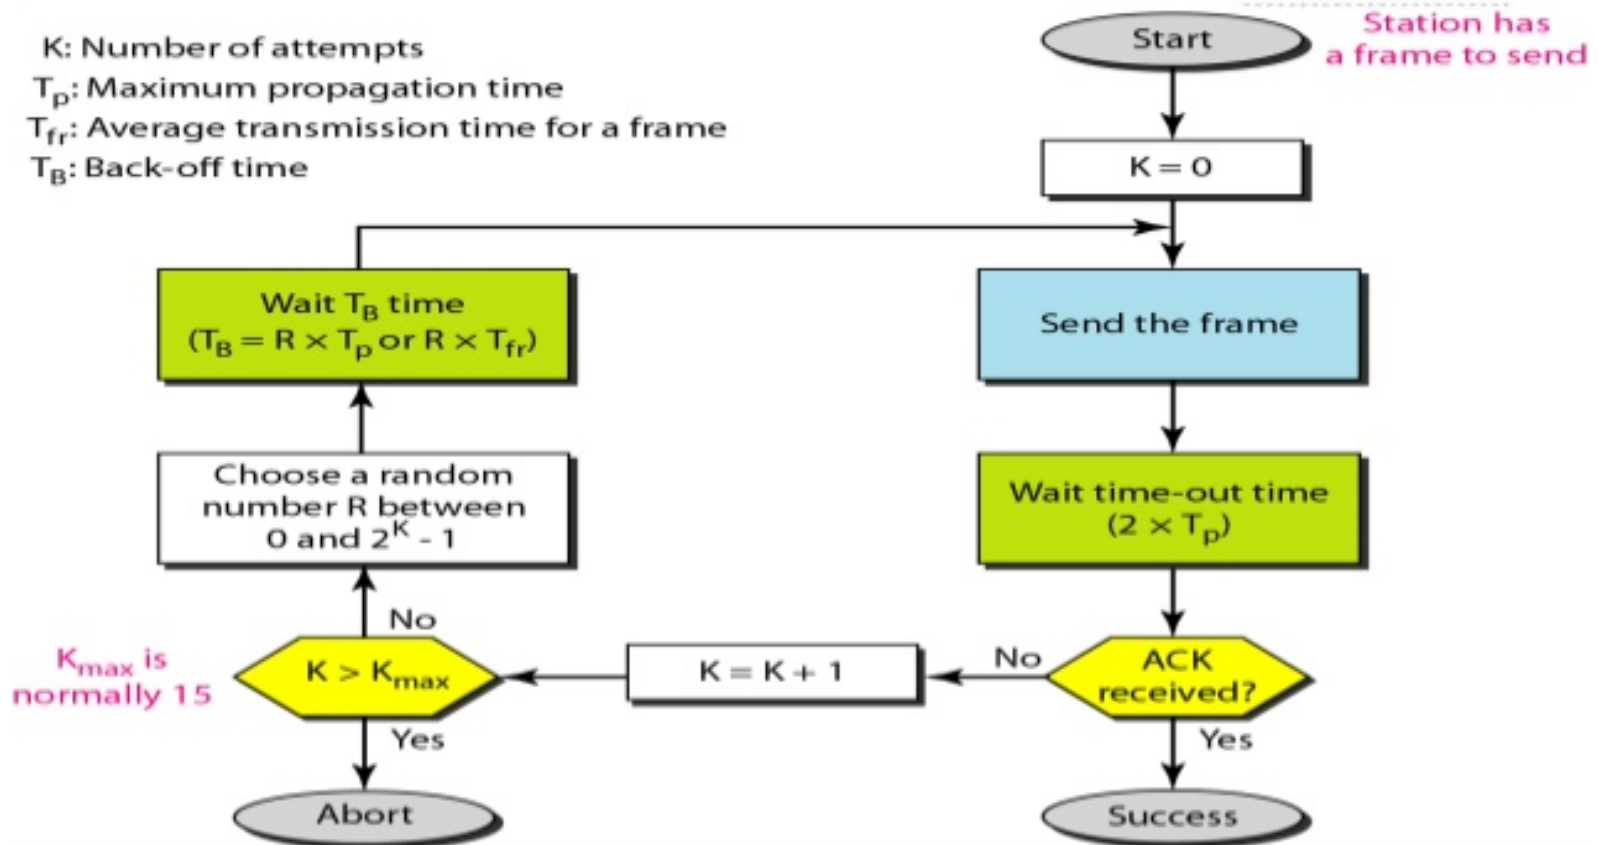 K: Number of attempts
Tp: Maximum propagation time
Tfr: Average transmission time for a frame
TB: Back-off time
Start
Station has
a frame to send
K = 0
Wait TB time
(TB = R × Tp or R × Tfr)
Send the frame
Choose a random
number R between
0 and 2^K - 1
Wait time-out time
(2 × Tp)
No
Kmax is
normally 15
K > Kmax
K = K + 1
No
ACK
received?
Yes
Yes
Abort
Success